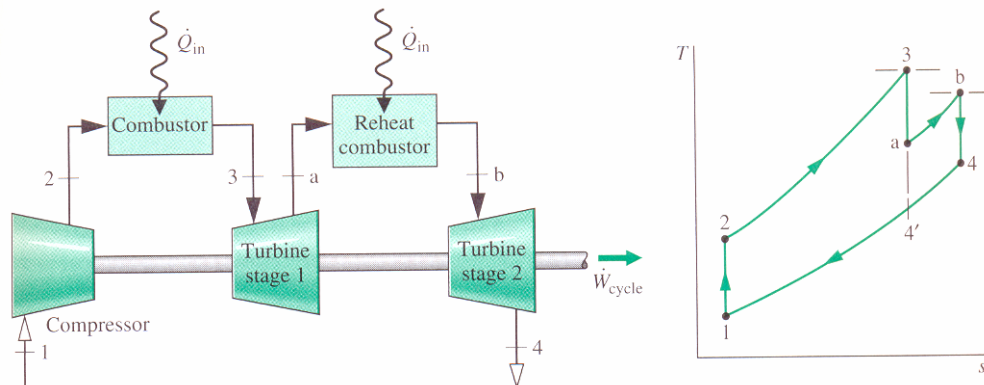 Q̇in
Q̇in
Combustor
Reheat
combustor
2
3
a
b
Turbine
stage 1
Turbine
stage 2
Ẇcycle
Compressor
1
4
T
3
b
a
4
2
4′
1
s